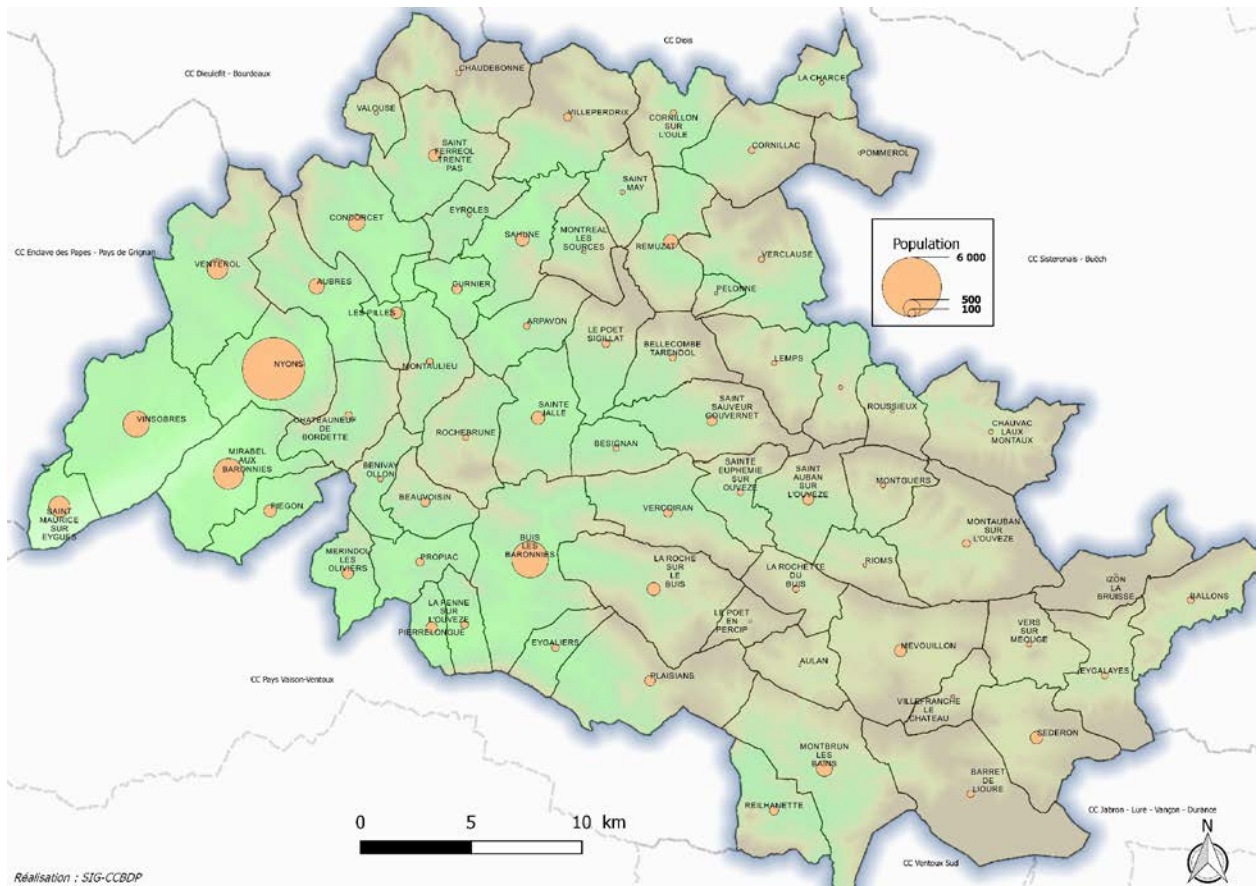 CC Diois
CC Dieulefit - Bourdeaux
CHAUDEBONNE
LA CHARCE
VALOUSE
VILLEPERDRIX
CORNILLON
SUR
L'OULE
SAINT
FERREOL
TRENTE
PAS
CORNILLAC
POMMEROL
SAINT
MAY
EYROLES
CONDORCET
SAHUNE
MONTREAL
LES
SOURCES
REMUZAT
Population
6 000
500
100
CC Enclave des Papes - Pays de Grignan
VENTEROL
VERCLAUSE
CC Sisteronais - Buëch
AUBRES
CURNIER
PELONNE
LES PILLES
ARPAVON
LE POET
SIGILLAT
BELLECOMBE
TARENDOL
NYONS
MONTAULIEU
LEMPS
VINSOBRES
CHATEAUNEUF
DE
BORDETTE
SAINTE
JALLE
SAINT
SAUVEUR
GOUVERNET
ROUSSIEUX
ROCHEBRUNE
BESIGNAN
CHAUVAC
LAUX
MONTAUX
MIRABEL
AUX
BARONNIES
BENIVAY
OLLON
SAINTE
EUPHEMIE
SUR
OUVEZE
SAINT
AUBAN
SUR
L'OUVEZE
MONTGUERS
BEAUVOISIN
SAINT
MAURICE
SUR
EYGUES
PIEGON
VERCOIRAN
MONTAUBAN
SUR
L'OUVEZE
BUIS
LES
BARONNIES
MERINDOL
LES
OLIVIERS
PROPIAC
LA ROCHE
SUR
LE
BUIS
LA ROCHETTE
DU
BUIS
RIOMS
IZON
LA
BRUISSE
BALLONS
LA PENNE
SUR
L'OUVEZE
PIERRELONGUE
LE POET
EN
PERCIP
VERS
SUR
MEOUGE
EYGALIERS
MEVOUILLON
AULAN
EYGALAYES
CC Pays Vaison-Ventoux
PLAISIANS
VILLEFRANCHE
LE
CHATEAU
SEDERON
MONTBRUN
LES
BAINS
BARRET
DE
LIOURE
REILHANETTE
CC Jabron - Lure - Vançon - Durance
0 5 10 km
CC Ventoux Sud
N
Réalisation : SIG-CCBDP